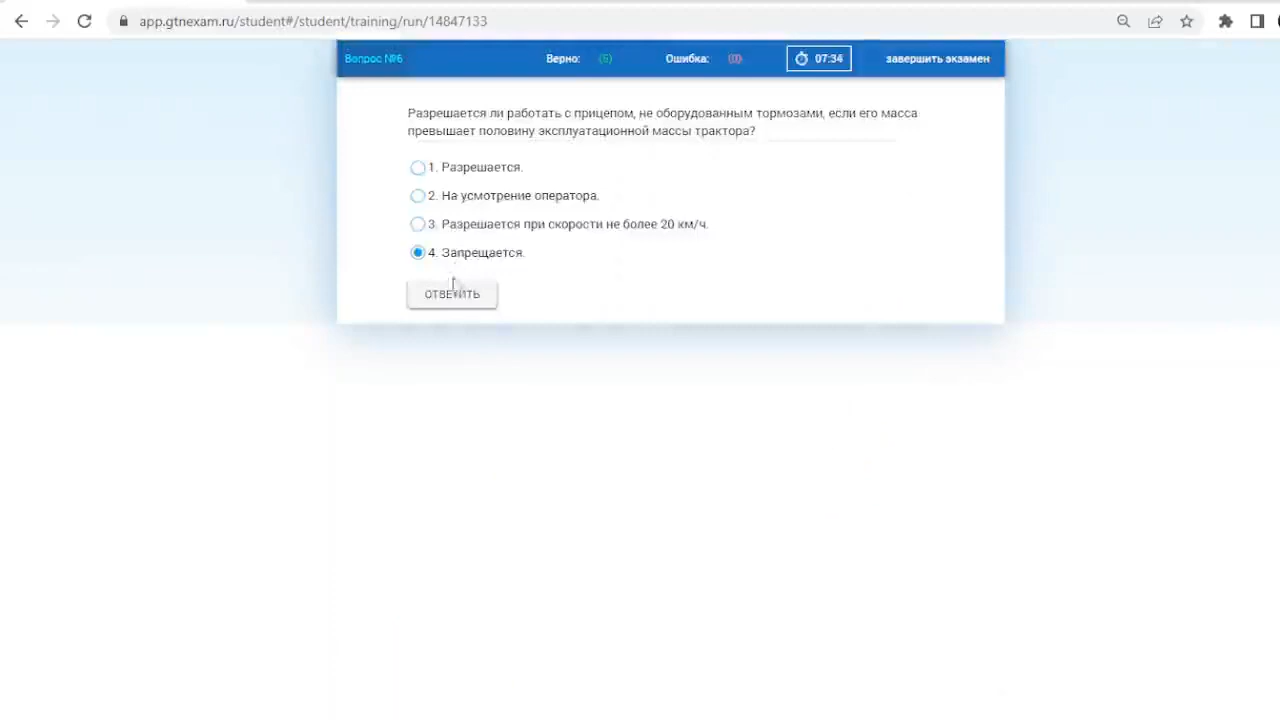 app.gtnexam.ru/student#/student/training/run/14847133
Вопрос №6 Верно: (5) Ошибка: (0) 07:34 завершить экзамен
Разрешается ли работать с прицепом, не оборудованным тормозами, если его масса
превышает половину эксплуатационной массы трактора?
1. Разрешается.
2. На усмотрение оператора.
3. Разрешается при скорости не более 20 км/ч.
4. Запрещается.
ОТВЕТИТЬ